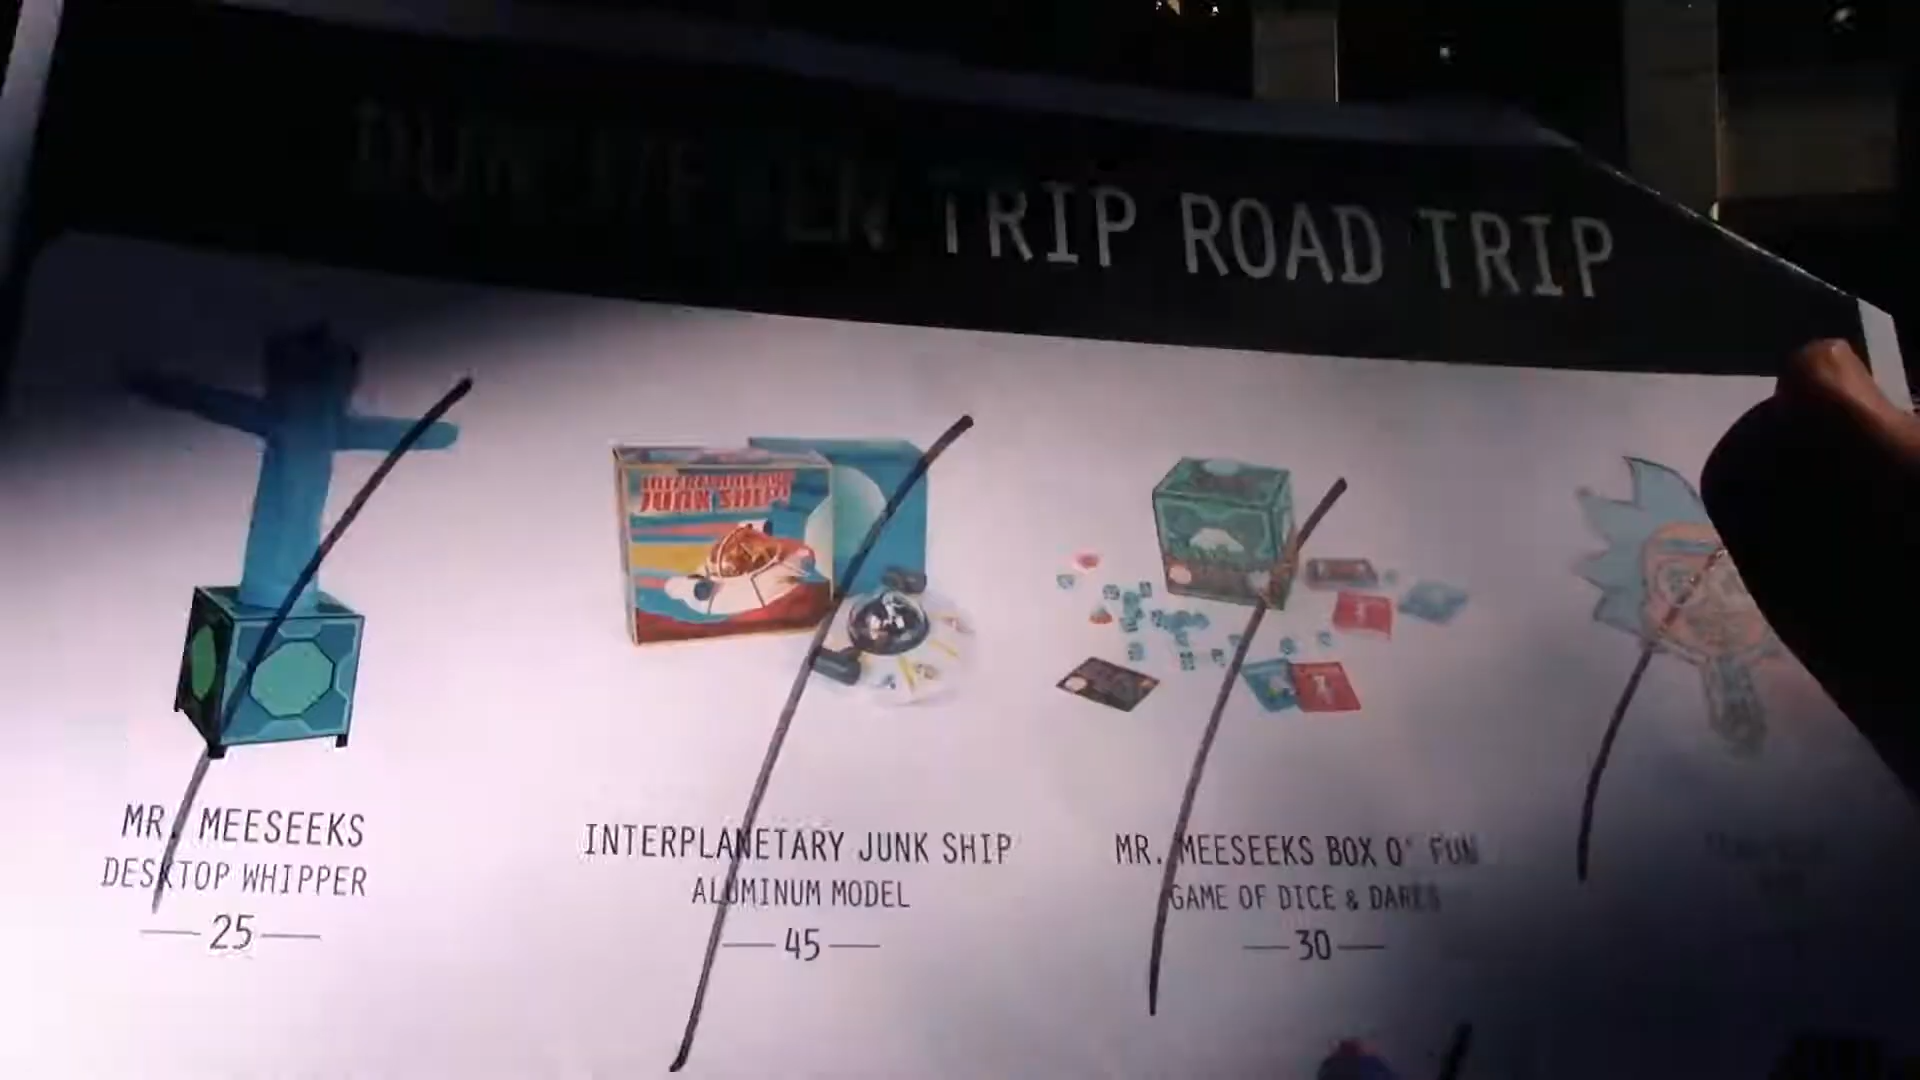 TRIP ROAD TRIP
INTERPLANETARY
JUNK SHIP!
MR. MEESEEKS
DESKTOP WHIPPER
25
INTERPLANETARY JUNK SHIP
ALUMINUM MODEL
45
MR. MEESEEKS BOX O' FUN
GAME OF DICE & DARES
30